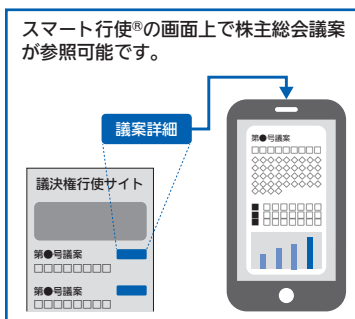 スマート行使®の画面上で株主総会議案
が参照可能です。
議案詳細
議決権行使サイト
第●号議案
□□□□□□□□
第●号議案
□□□□□□□□
第●号議案
□□□□□□□□□
◇◇◇◇◇◇◇◇◇
◇◇◇◇◇◇◇◇◇
◇◇◇◇◇◇◇◇◇
◇◇◇◇
■ □□□□□□□
■ □□□□□□□
■ □□□□□□□